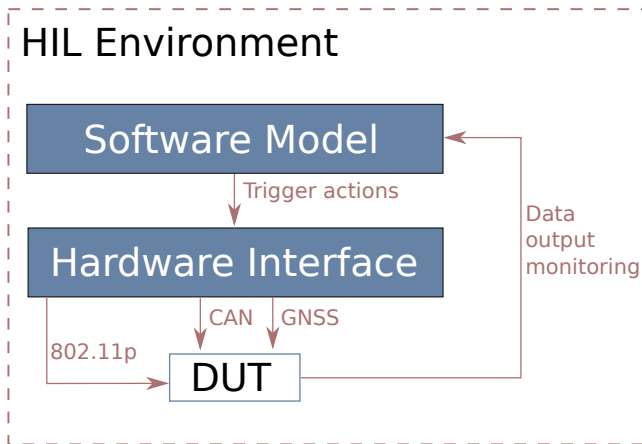 HIL Environment
Software Model
Trigger actions
Data
output
monitoring
Hardware Interface
CAN
GNSS
802.11p
DUT